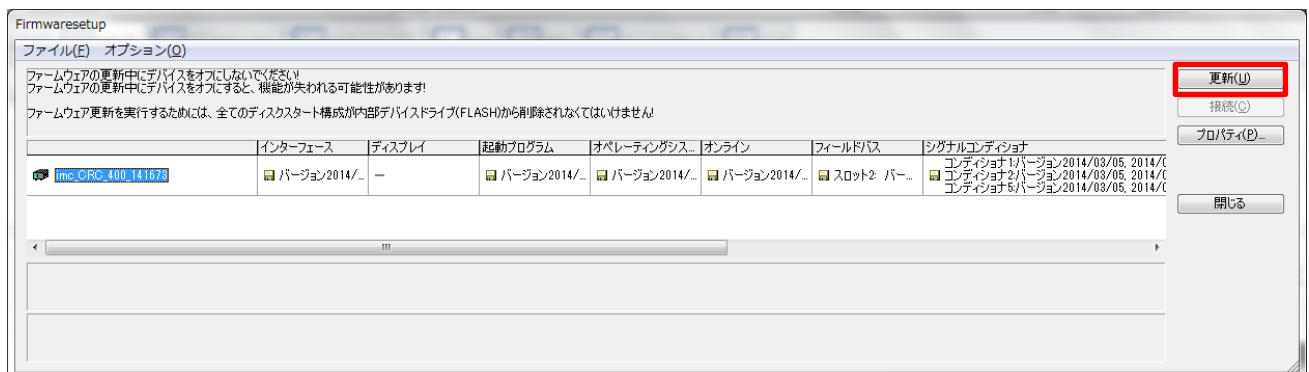 Firmwaresetup
ファイル(F) オプション(O)
ファームウェアの更新中にデバイスをオフにしないでください!
ファームウェアの更新中にデバイスをオフにすると、機能が失われる可能性があります!
ファームウェア更新を実行するためには、全てのディスクスタート構成が内部デバイスドライブ(FLASH)から削除されなくてはいけません!
更新(U)
接続(C)
プロパティ(P)...
閉じる
インターフェース ディスプレイ 起動プログラム オペレーティングシス... オンライン フィールドバス シグナルコンディショナ
imc_CRC_400_141673 バージョン2014/... — バージョン2014/... バージョン2014/... バージョン2014/... スロット2: バー...
コンディショナ1:バージョン2014/03/05, 2014/0
コンディショナ2:バージョン2014/03/05, 2014/0
コンディショナ5:バージョン2014/03/05, 2014/0